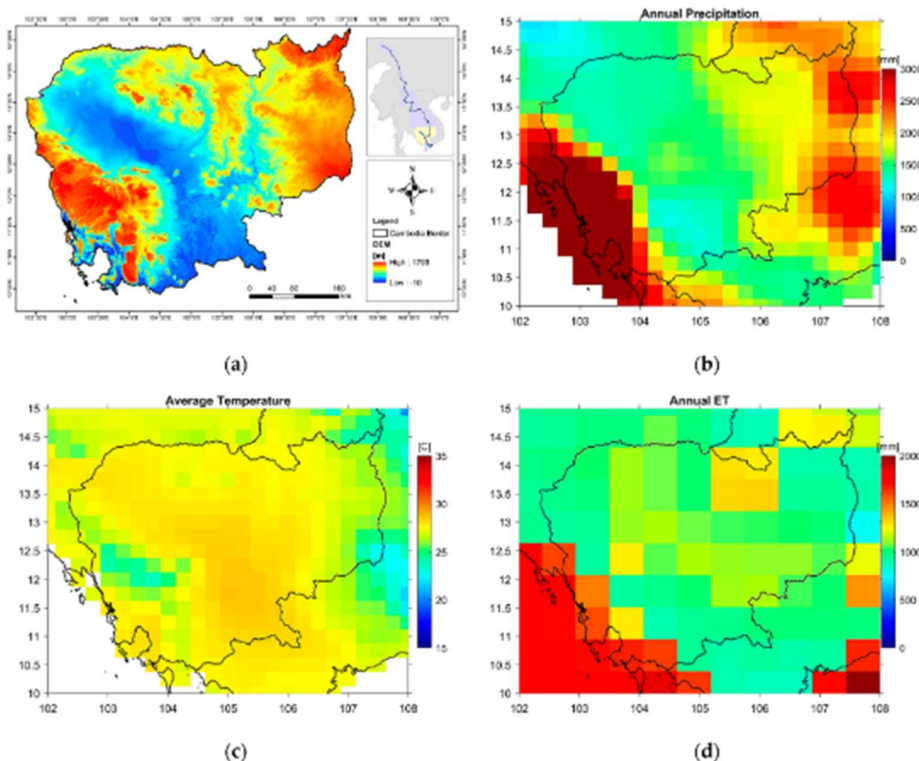 N
W E
S
Legend
Cambodia Border
DEM
[m]
High : 1793
Low : -10
0 40 80 160
km
(a)
Annual Precipitation
15
14.5
14
13.5
13
12.5
12
11.5
11
10.5
10
102 103 104 105 106 107 108
[mm]
3000
2500
2000
1500
1000
500
0
(b)
Average Temperature
15
14.5
14
13.5
13
12.5
12
11.5
11
10.5
10
102 103 104 105 106 107 108
[C]
35
30
25
20
15
(c)
Annual ET
15
14.5
14
13.5
13
12.5
12
11.5
11
10.5
10
102 103 104 105 106 107 108
[mm]
2000
1500
1000
500
0
(d)